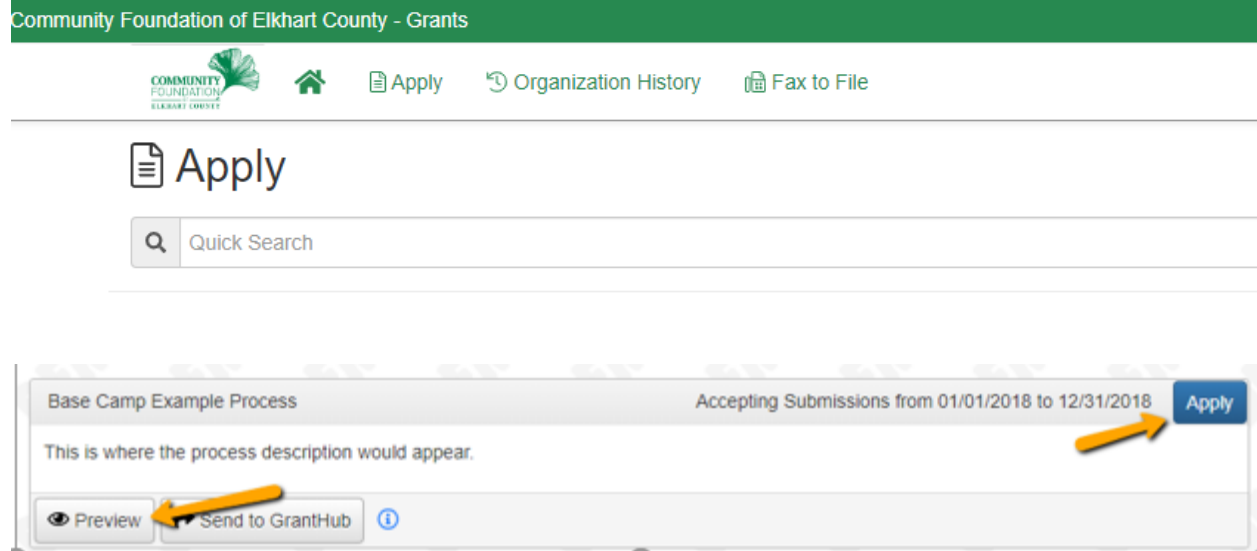 Community Foundation of Elkhart County - Grants
COMMUNITY
FOUNDATION
ELKHART COUNTY
Apply
Organization History
Fax to File
Apply
Quick Search
Base Camp Example Process
Accepting Submissions from 01/01/2018 to 12/31/2018
Apply
This is where the process description would appear.
Preview
Send to GrantHub